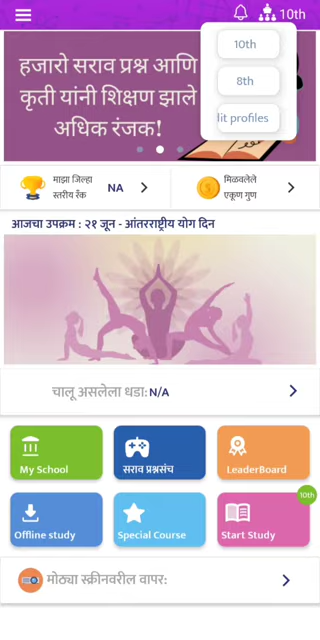 10th
10th
8th
lit profiles
हजारो सराव प्रश्न आणि
कृती यांनी शिक्षण झाले
अधिक रंजक!
माझा जिल्हा
स्तरीय रँक
NA
मिळवलेले
एकूण गुण
आजचा उपक्रम : २१ जून - आंतरराष्ट्रीय योग दिन
चालू असलेला धडा: N/A
My School
सराव प्रश्नसंच
LeaderBoard
10th
Offline study
Special Course
Start Study
मोठ्या स्क्रीनवरील वापर: